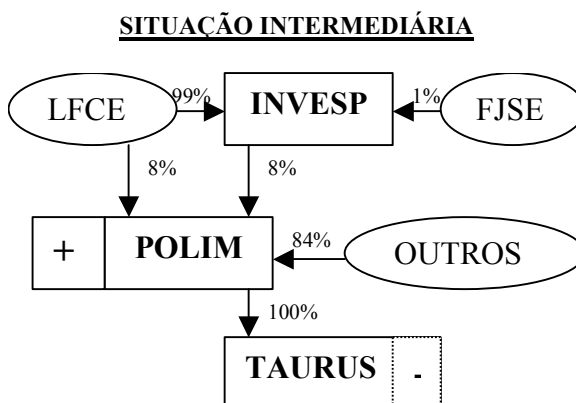 SITUAÇÃO INTERMEDIÁRIA
LFCE 99% INVESP 1% FJSE
8% 8%
+ POLIM 84% OUTROS
100%
TAURUS -